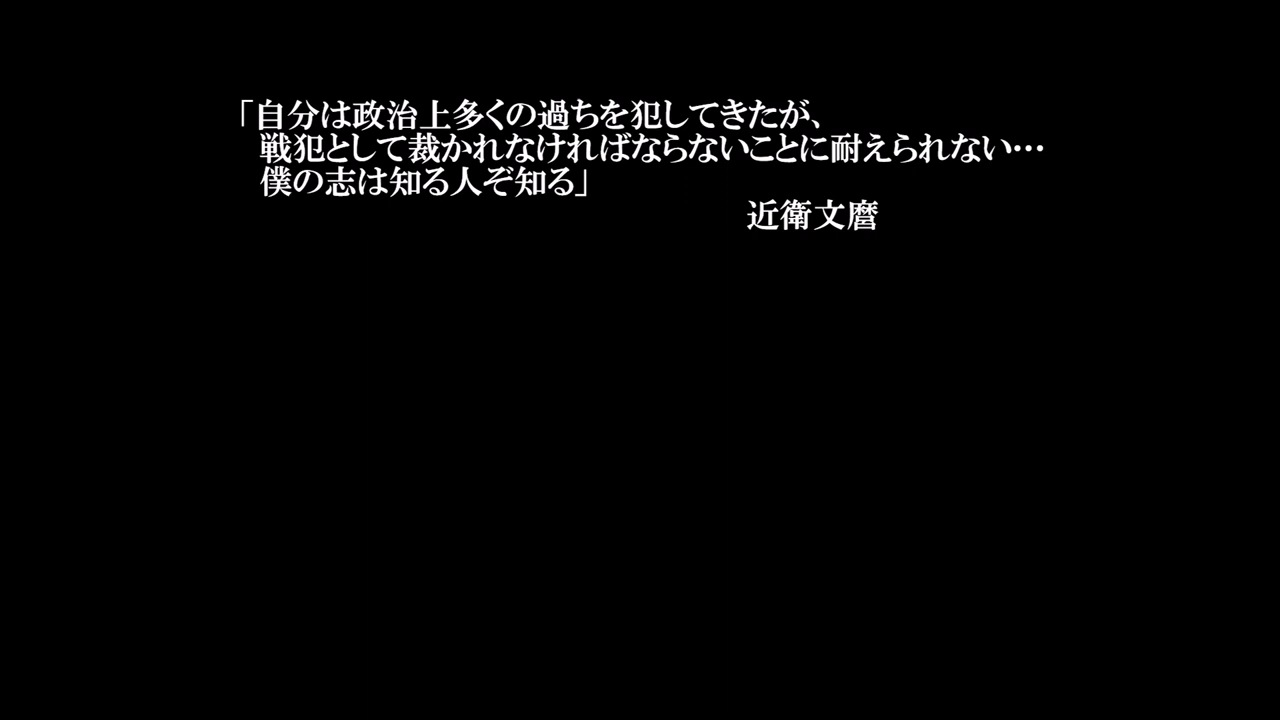 「自分は政治上多くの過ちを犯してきたが、
戦犯として裁かれなければならないことに耐えられない…
僕の志は知る人ぞ知る」
近衛文麿